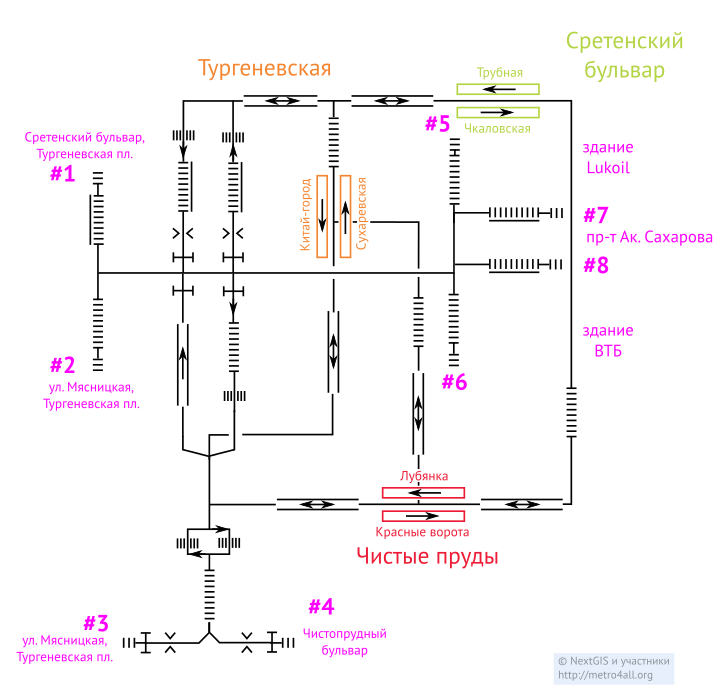 Сретенский
бульвар
Тургеневская
Трубная
Чкаловская
#5
Сретенский бульвар,
Тургеневская пл.
#1
здание
Lukoil
Китай-город
Сухаревская
#7
пр-т Ак. Сахарова
#8
здание
ВТБ
#2
ул. Мясницкая,
Тургеневская пл.
#6
Лубянка
Красные ворота
Чистые пруды
#3
ул. Мясницкая,
Тургеневская пл.
#4
Чистопрудный
бульвар
© NextGIS и участники
http://metro4all.org